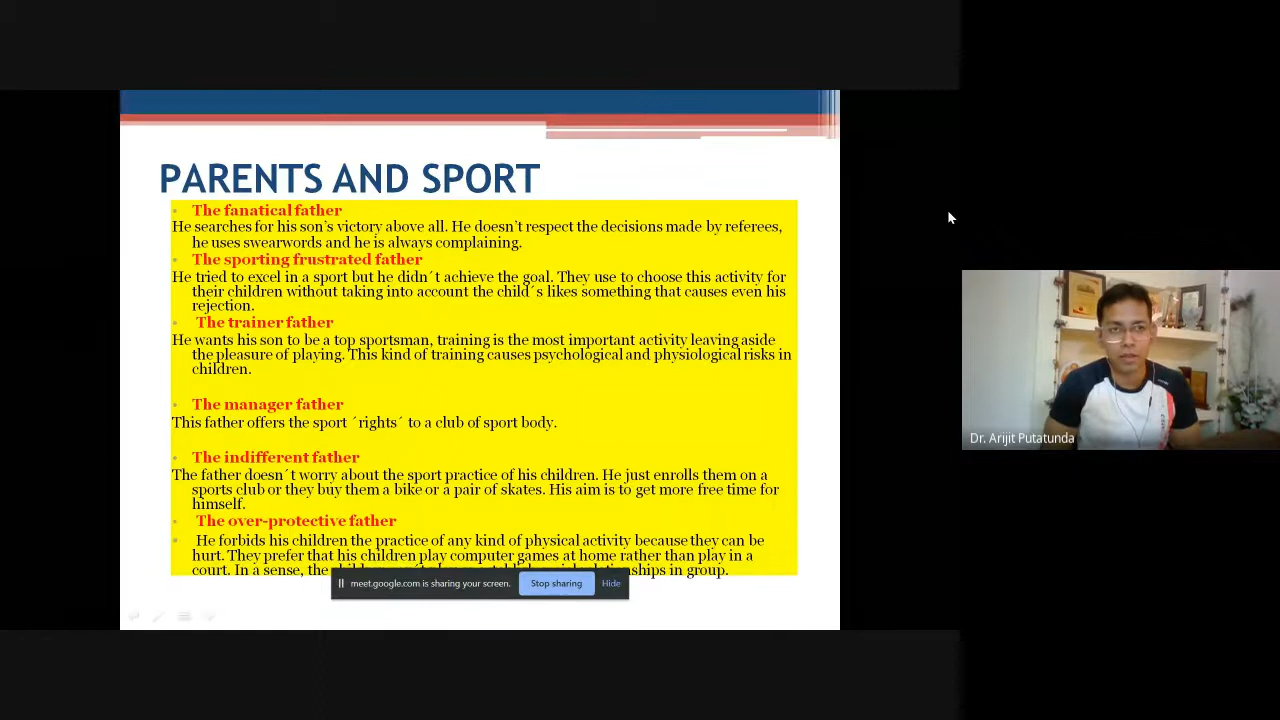 PARENTS AND SPORT
The fanatical father
He searches for his son's victory above all. He doesn't respect the decisions made by referees,
he uses swearwords and he is always complaining.
The sporting frustrated father
He tried to excel in a sport but he didn´t achieve the goal. They use to choose this activity for
their children without taking into account the child´s likes something that causes even his
rejection.
The trainer father
He wants his son to be a top sportsman, training is the most important activity leaving aside
the pleasure of playing. This kind of training causes psychological and physiological risks in
children.
The manager father
This father offers the sport ´rights´ to a club of sport body.
The indifferent father
The father doesn´t worry about the sport practice of his children. He just enrolls them on a
sports club or they buy them a bike or a pair of skates. His aim is to get more free time for
himself.
The over-protective father
He forbids his children the practice of any kind of physical activity because they can be
hurt. They prefer that his children play computer games at home rather than play in a
court. In a sense, the in group.
meet.google.com is sharing your screen. Stop sharing Hide
Dr. Arijit Putatunda